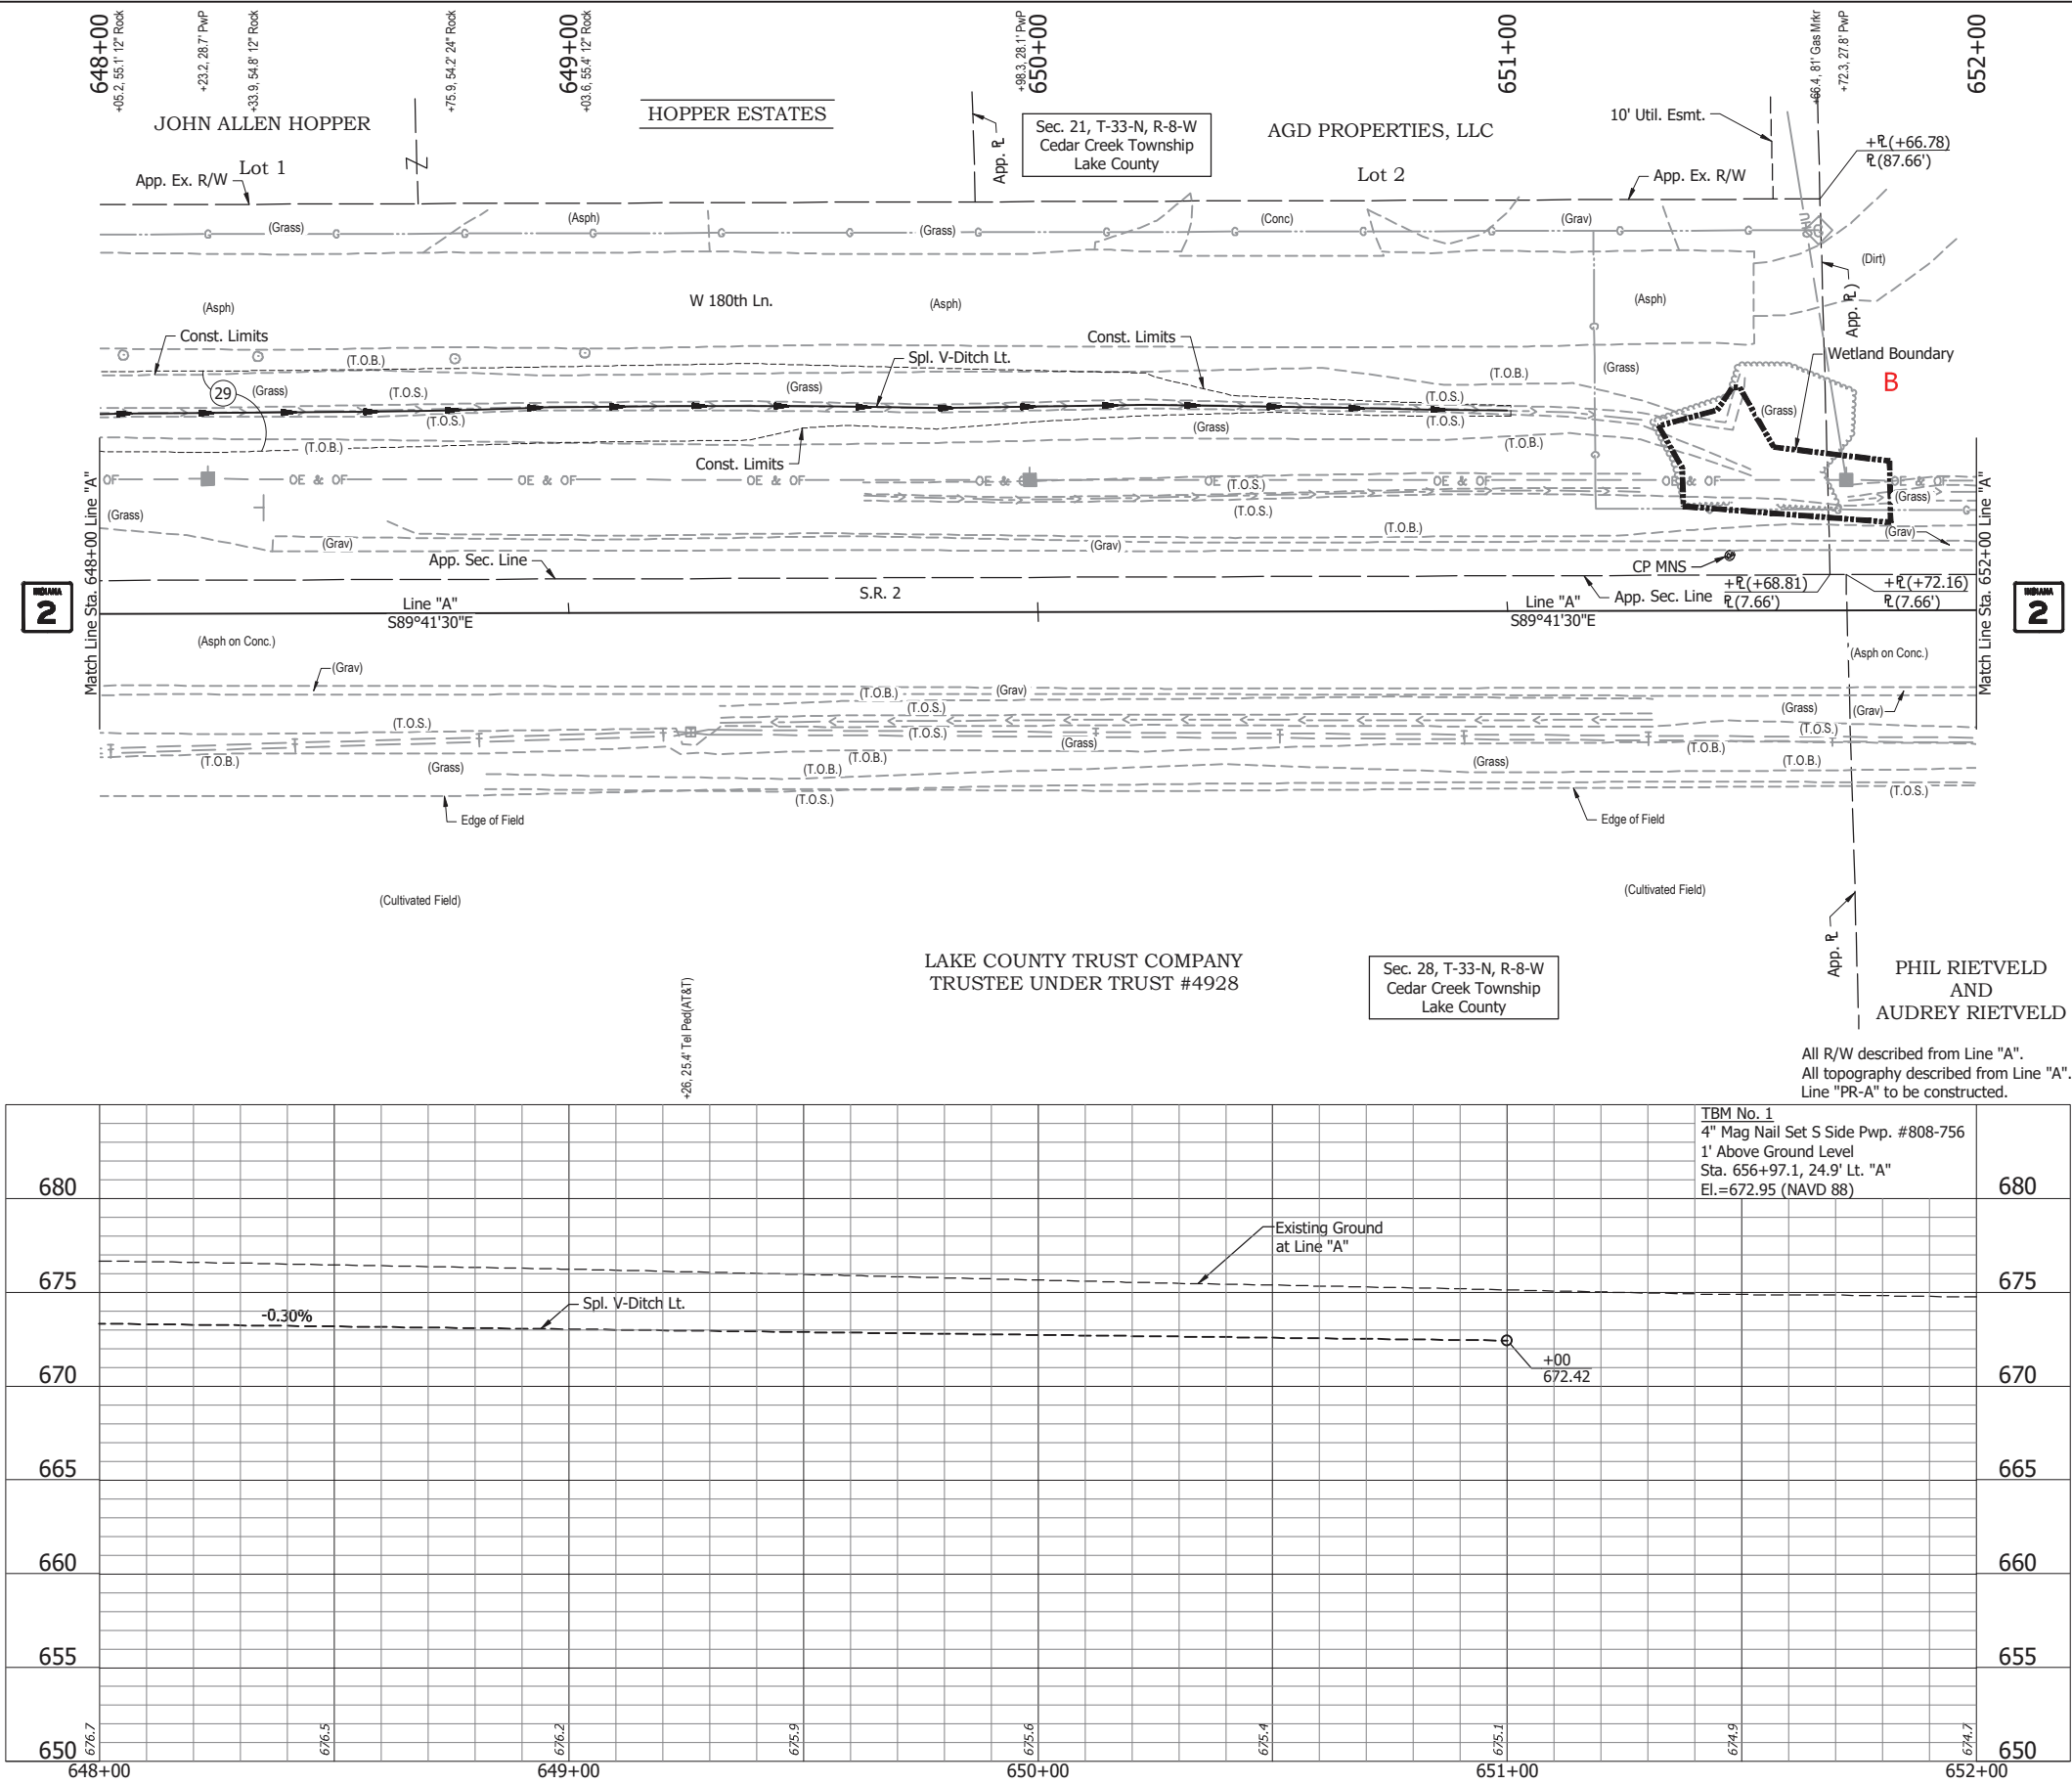 648+00
+05.2, 55.1' 12" Rock
+23.2, 28.7' PwP
+33.9, 54.8' 12" Rock
+75.9, 54.2' 24" Rock
649+00
+03.6, 55.4' 12" Rock
+98.3, 28.1' PwP
650+00
651+00
+66.4, 81' Gas Mrkr
+72.3, 27.8' PwP
652+00
JOHN ALLEN HOPPER
HOPPER ESTATES
Sec. 21, T-33-N, R-8-W
Cedar Creek Township
Lake County
AGD PROPERTIES, LLC
10' Util. Esmt.
+℄(+66.78)
℄(87.66')
Lot 1
App. ℄
Lot 2
App. Ex. R/W
App. Ex. R/W
(Grass)
(Asph)
(Grass)
(Conc)
(Grav)
G G G G G G G G G G G G G
(Dirt)
(Asph)
W 180th Ln.
(Asph)
(Asph)
App. ℄)
Const. Limits
Const. Limits
(T.O.B.)
Spl. V-Ditch Lt.
Wetland Boundary
B
29
(Grass)
(T.O.S.)
(Grass)
(T.O.B.)
(Grass)
(Grass)
(T.O.S.)
(T.O.S.)
(T.O.S.)
(Grass)
(T.O.B.)
(T.O.B.)
Const. Limits
OF
OE & OF
OE & OF
OE & OF
OE &
OE
OE & OF
OE & OF
OE & OF
(T.O.S.)
(T.O.S.)
(Grass)
(Grass)
(T.O.B.)
(Grav)
(Grav)
(Grav)
App. Sec. Line
CP MNS
+℄(+68.81)
℄(7.66')
+℄(+72.16)
℄(7.66')
App. Sec. Line
S.R. 2
Line "A"
S89°41'30"E
Line "A"
S89°41'30"E
Match Line Sta. 648+00 Line "A"
Match Line Sta. 652+00 Line "A"
INDIANA
2
INDIANA
2
(Asph on Conc.)
(Asph on Conc.)
(Grav)
(T.O.B.)
(Grav)
(Grass)
(Grav)
(T.O.S.)
(T.O.S.)
(T.O.S.)
(T.O.S.)
(Grass)
(T.O.B.)
(T.O.B.)
(T.O.B.)
(Grass)
(T.O.B.)
(Grass)
(T.O.B.)
(T.O.S.)
(T.O.S.)
Edge of Field
Edge of Field
(Cultivated Field)
(Cultivated Field)
LAKE COUNTY TRUST COMPANY
TRUSTEE UNDER TRUST #4928
Sec. 28, T-33-N, R-8-W
Cedar Creek Township
Lake County
App. ℄
PHIL RIETVELD
AND
AUDREY RIETVELD
+26, 25.4' Tel Ped(AT&T)
All R/W described from Line "A".
All topography described from Line "A".
Line "PR-A" to be constructed.
TBM No. 1
4" Mag Nail Set S Side Pwp. #808-756
1' Above Ground Level
Sta. 656+97.1, 24.9' Lt. "A"
El.=672.95 (NAVD 88)
680
680
Existing Ground
at Line "A"
675
675
-0.30%
Spl. V-Ditch Lt.
+00
672.42
670
670
665
665
660
660
655
655
650
650
676.7
676.5
676.2
675.9
675.6
675.4
675.1
674.9
674.7
648+00
649+00
650+00
651+00
652+00